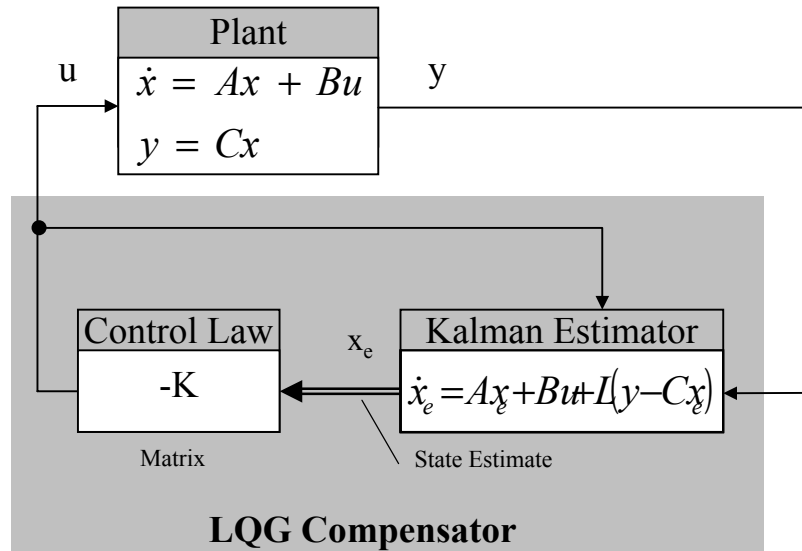 Plant
u
ẋ = Ax + Bu
y
y = Cx
Control Law
x_e
Kalman Estimator
-K
ẋ_e = Ax_e + Bu + L(y − Cx_e)
Matrix
State Estimate
LQG Compensator